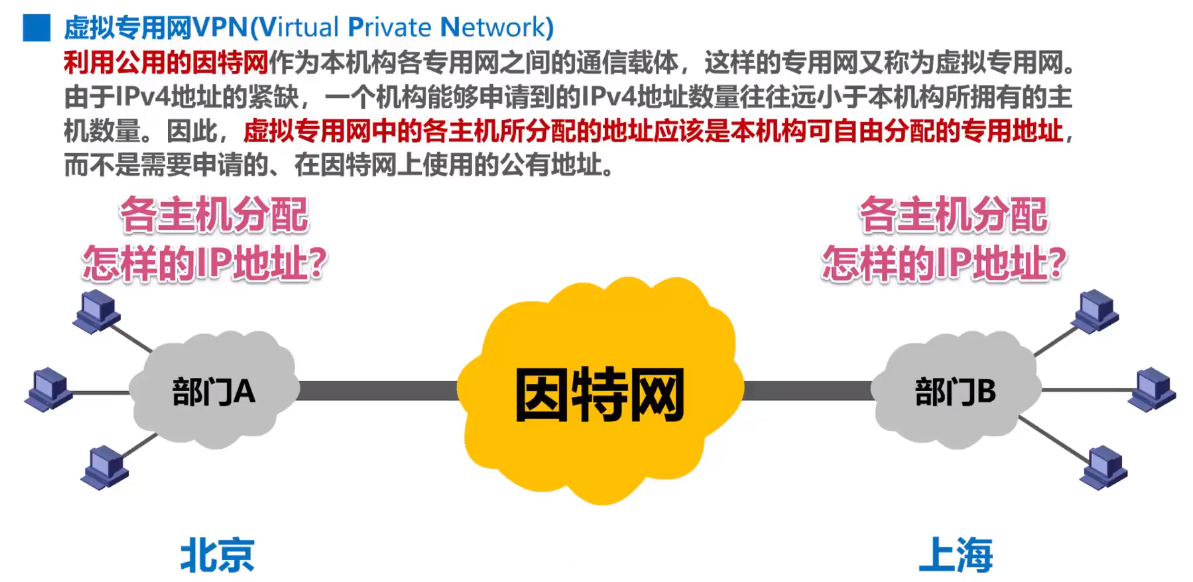 虚拟专用网VPN(Virtual Private Network)
利用公用的因特网作为本机构各专用网之间的通信载体，这样的专用网又称为虚拟专用网。
由于IPv4地址的紧缺，一个机构能够申请到的IPv4地址数量往往远小于本机构所拥有的主
机数量。因此，虚拟专用网中的各主机所分配的地址应该是本机构可自由分配的专用地址，
而不是需要申请的、在因特网上使用的公有地址。
各主机分配
怎样的IP地址？
各主机分配
怎样的IP地址？
部门A
因特网
部门B
北京
上海